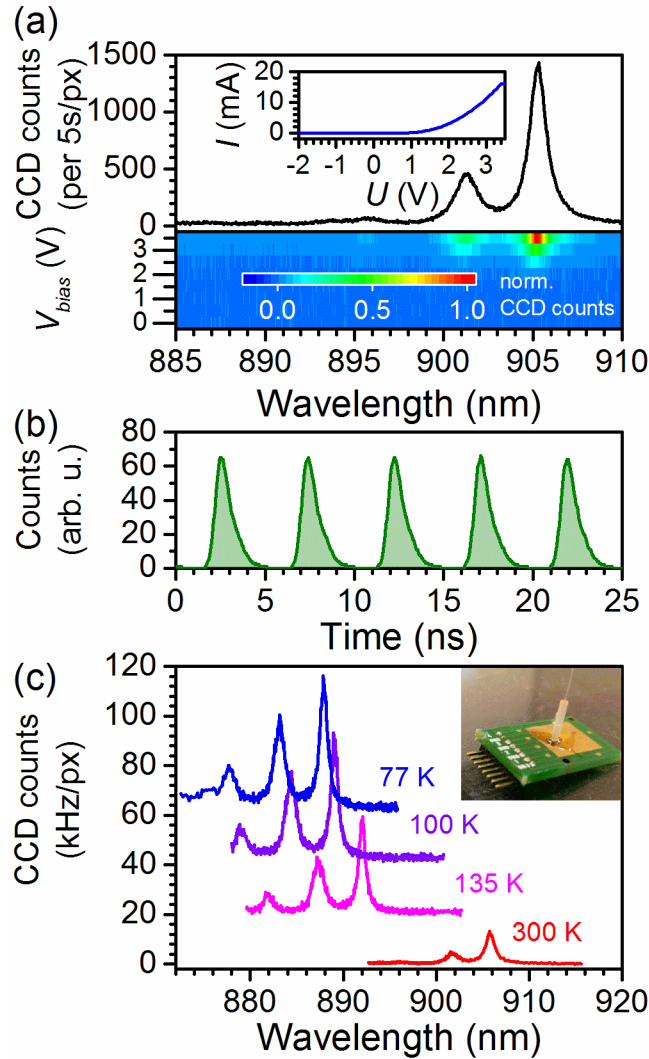 (a)
CCD counts
(per 5s/px)
1500
1000
500
0
I (mA)
20
10
0
-2 -1 0 1 2 3
U (V)
V_bias (V)
3
2
1
0
0.0 0.5 1.0
norm.
CCD counts
885 890 895 900 905 910
Wavelength (nm)
(b)
Counts
(arb. u.)
80
60
40
20
0
0 5 10 15 20 25
Time (ns)
(c)
CCD counts
(kHz/px)
120
100
80
60
40
20
0
77 K
100 K
135 K
300 K
880 890 900 910 920
Wavelength (nm)